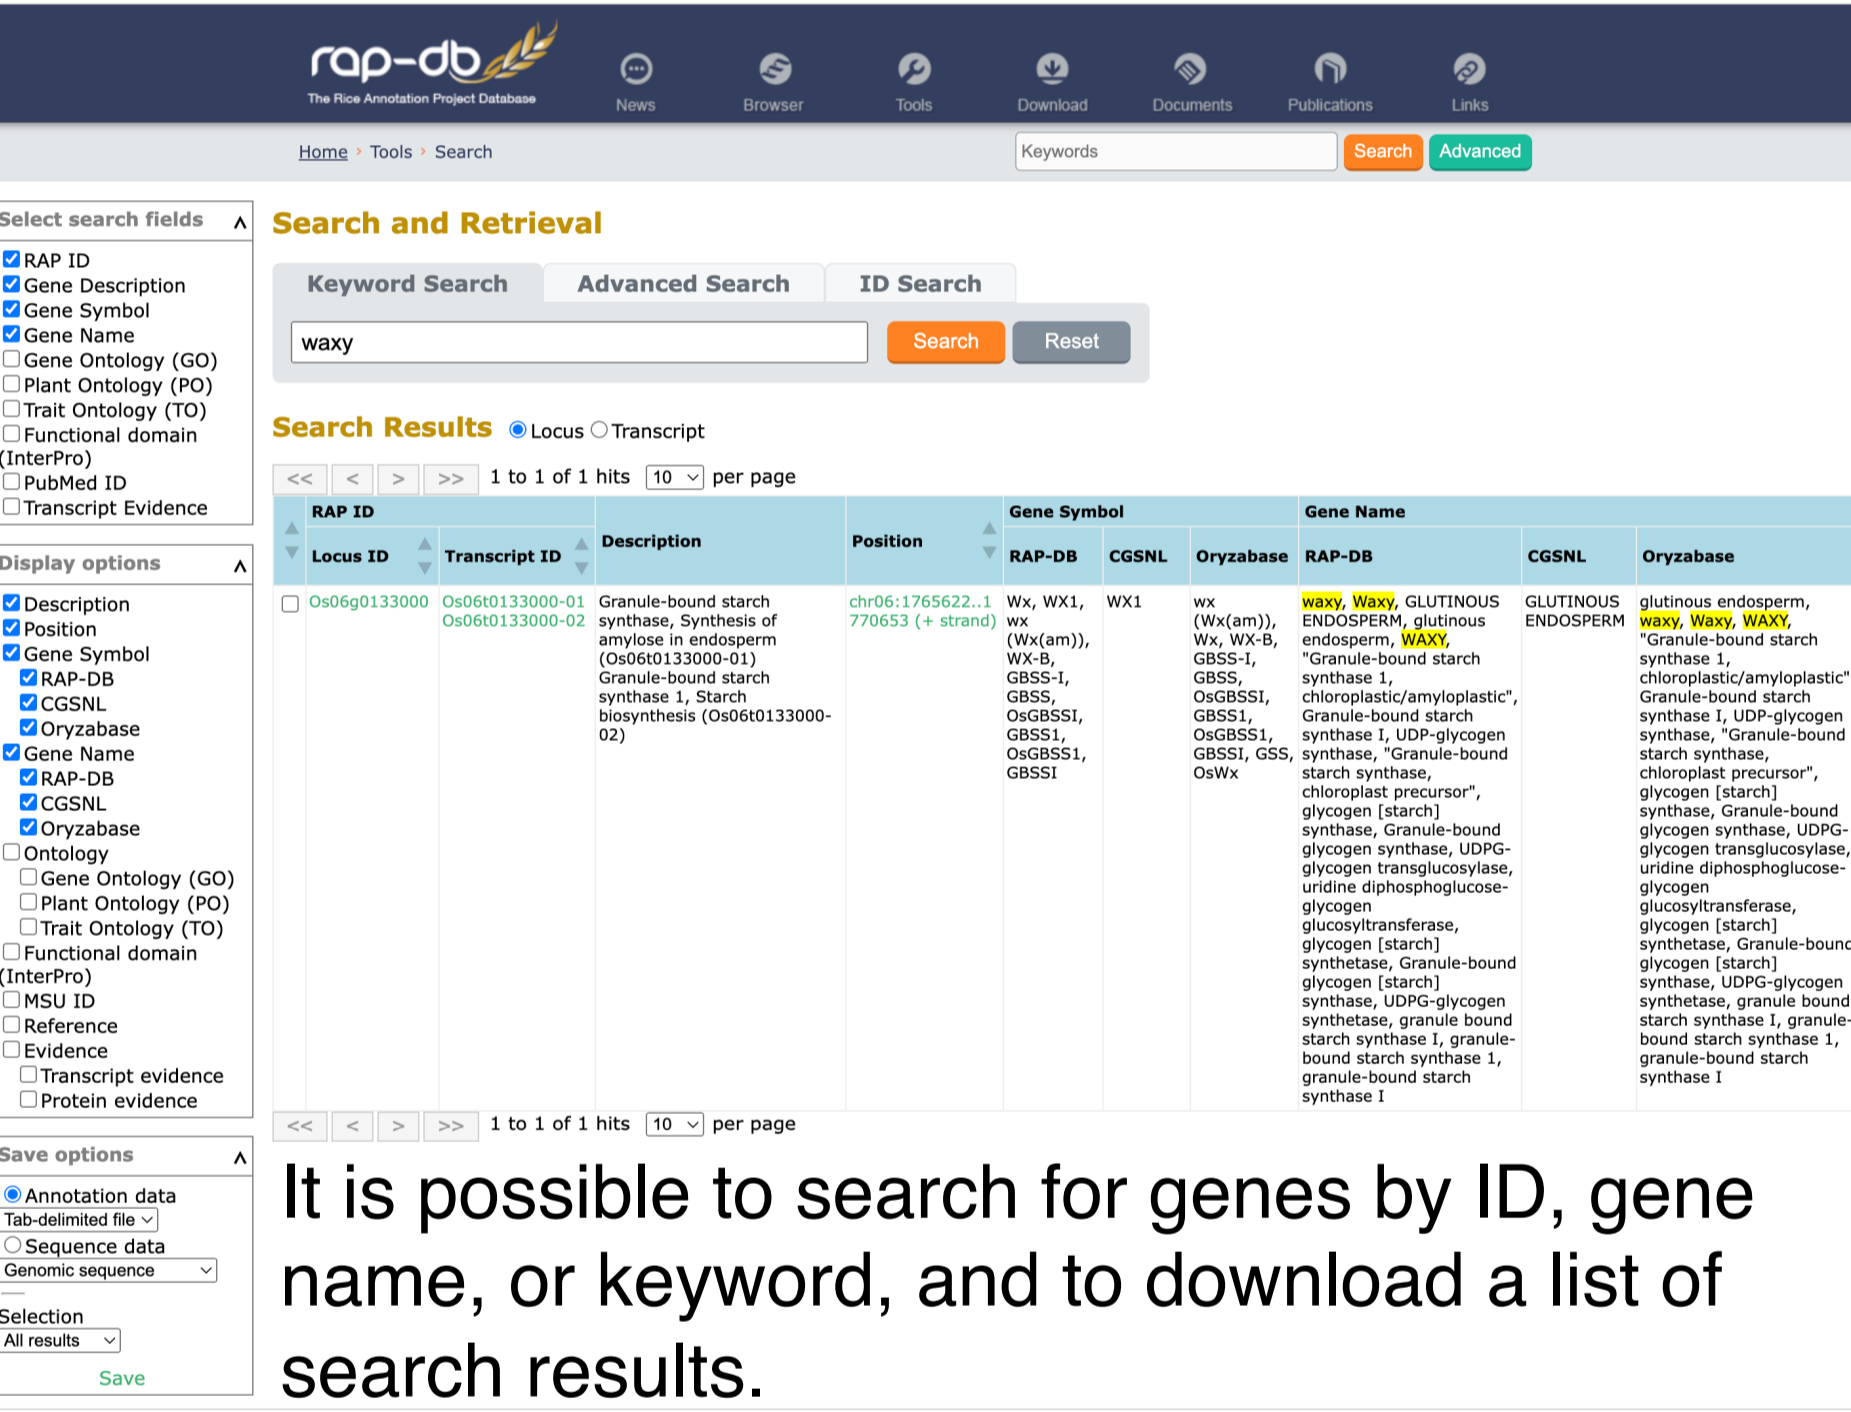 rap-db
The Rice Annotation Project Database
News
Browser
Tools
Download
Documents
Publications
Links
Home › Tools › Search
Keywords
Search
Advanced
Select search fields ʌ
RAP ID
Gene Description
Gene Symbol
Gene Name
Gene Ontology (GO)
Plant Ontology (PO)
Trait Ontology (TO)
Functional domain
(InterPro)
PubMed ID
Transcript Evidence
Display options ʌ
Description
Position
Gene Symbol
RAP-DB
CGSNL
Oryzabase
Gene Name
RAP-DB
CGSNL
Oryzabase
Ontology
Gene Ontology (GO)
Plant Ontology (PO)
Trait Ontology (TO)
Functional domain
(InterPro)
MSU ID
Reference
Evidence
Transcript evidence
Protein evidence
Save options ʌ
Annotation data
Tab-delimited file
Sequence data
Genomic sequence
Selection
All results
Save
Search and Retrieval
Keyword Search
Advanced Search
ID Search
waxy
Search
Reset
Search Results Locus Transcript
<< < > >> 1 to 1 of 1 hits 10 per page
RAP ID
Locus ID
Transcript ID
Description
Position
Gene Symbol
RAP-DB
CGSNL
Oryzabase
Gene Name
RAP-DB
CGSNL
Oryzabase
Os06g0133000
Os06t0133000-01
Os06t0133000-02
Granule-bound starch
synthase, Synthesis of
amylose in endosperm
(Os06t0133000-01)
Granule-bound starch
synthase 1, Starch
biosynthesis (Os06t0133000-
02)
chr06:1765622..1
770653 (+ strand)
Wx, WX1,
wx
(Wx(am)),
WX-B,
GBSS-I,
GBSS,
OsGBSSI,
GBSS1,
OsGBSS1,
GBSSI
WX1
wx
(Wx(am)),
Wx, WX-B,
GBSS-I,
GBSS,
OsGBSSI,
GBSS1,
OsGBSS1,
GBSSI, GSS,
OsWx
waxy, Waxy, GLUTINOUS
ENDOSPERM, glutinous
endosperm, WAXY,
"Granule-bound starch
synthase 1,
chloroplastic/amyloplastic",
Granule-bound starch
synthase I, UDP-glycogen
synthase, "Granule-bound
starch synthase,
chloroplast precursor",
glycogen [starch]
synthase, Granule-bound
glycogen synthase, UDPG-
glycogen transglucosylase,
uridine diphosphoglucose-
glycogen
glucosyltransferase,
glycogen [starch]
synthetase, Granule-bound
glycogen [starch]
synthase, UDPG-glycogen
synthetase, granule bound
starch synthase I, granule-
bound starch synthase 1,
granule-bound starch
synthase I
GLUTINOUS
ENDOSPERM
glutinous endosperm,
waxy, Waxy, WAXY,
"Granule-bound starch
synthase 1,
chloroplastic/amyloplastic"
Granule-bound starch
synthase I, UDP-glycogen
synthase, "Granule-bound
starch synthase,
chloroplast precursor",
glycogen [starch]
synthase, Granule-bound
glycogen synthase, UDPG-
glycogen transglucosylase,
uridine diphosphoglucose-
glycogen
glucosyltransferase,
glycogen [starch]
synthetase, Granule-bound
glycogen [starch]
synthase, UDPG-glycogen
synthetase, granule bound
starch synthase I, granule-
bound starch synthase 1,
granule-bound starch
synthase I
<< < > >> 1 to 1 of 1 hits 10 per page
It is possible to search for genes by ID, gene
name, or keyword, and to download a list of
search results.